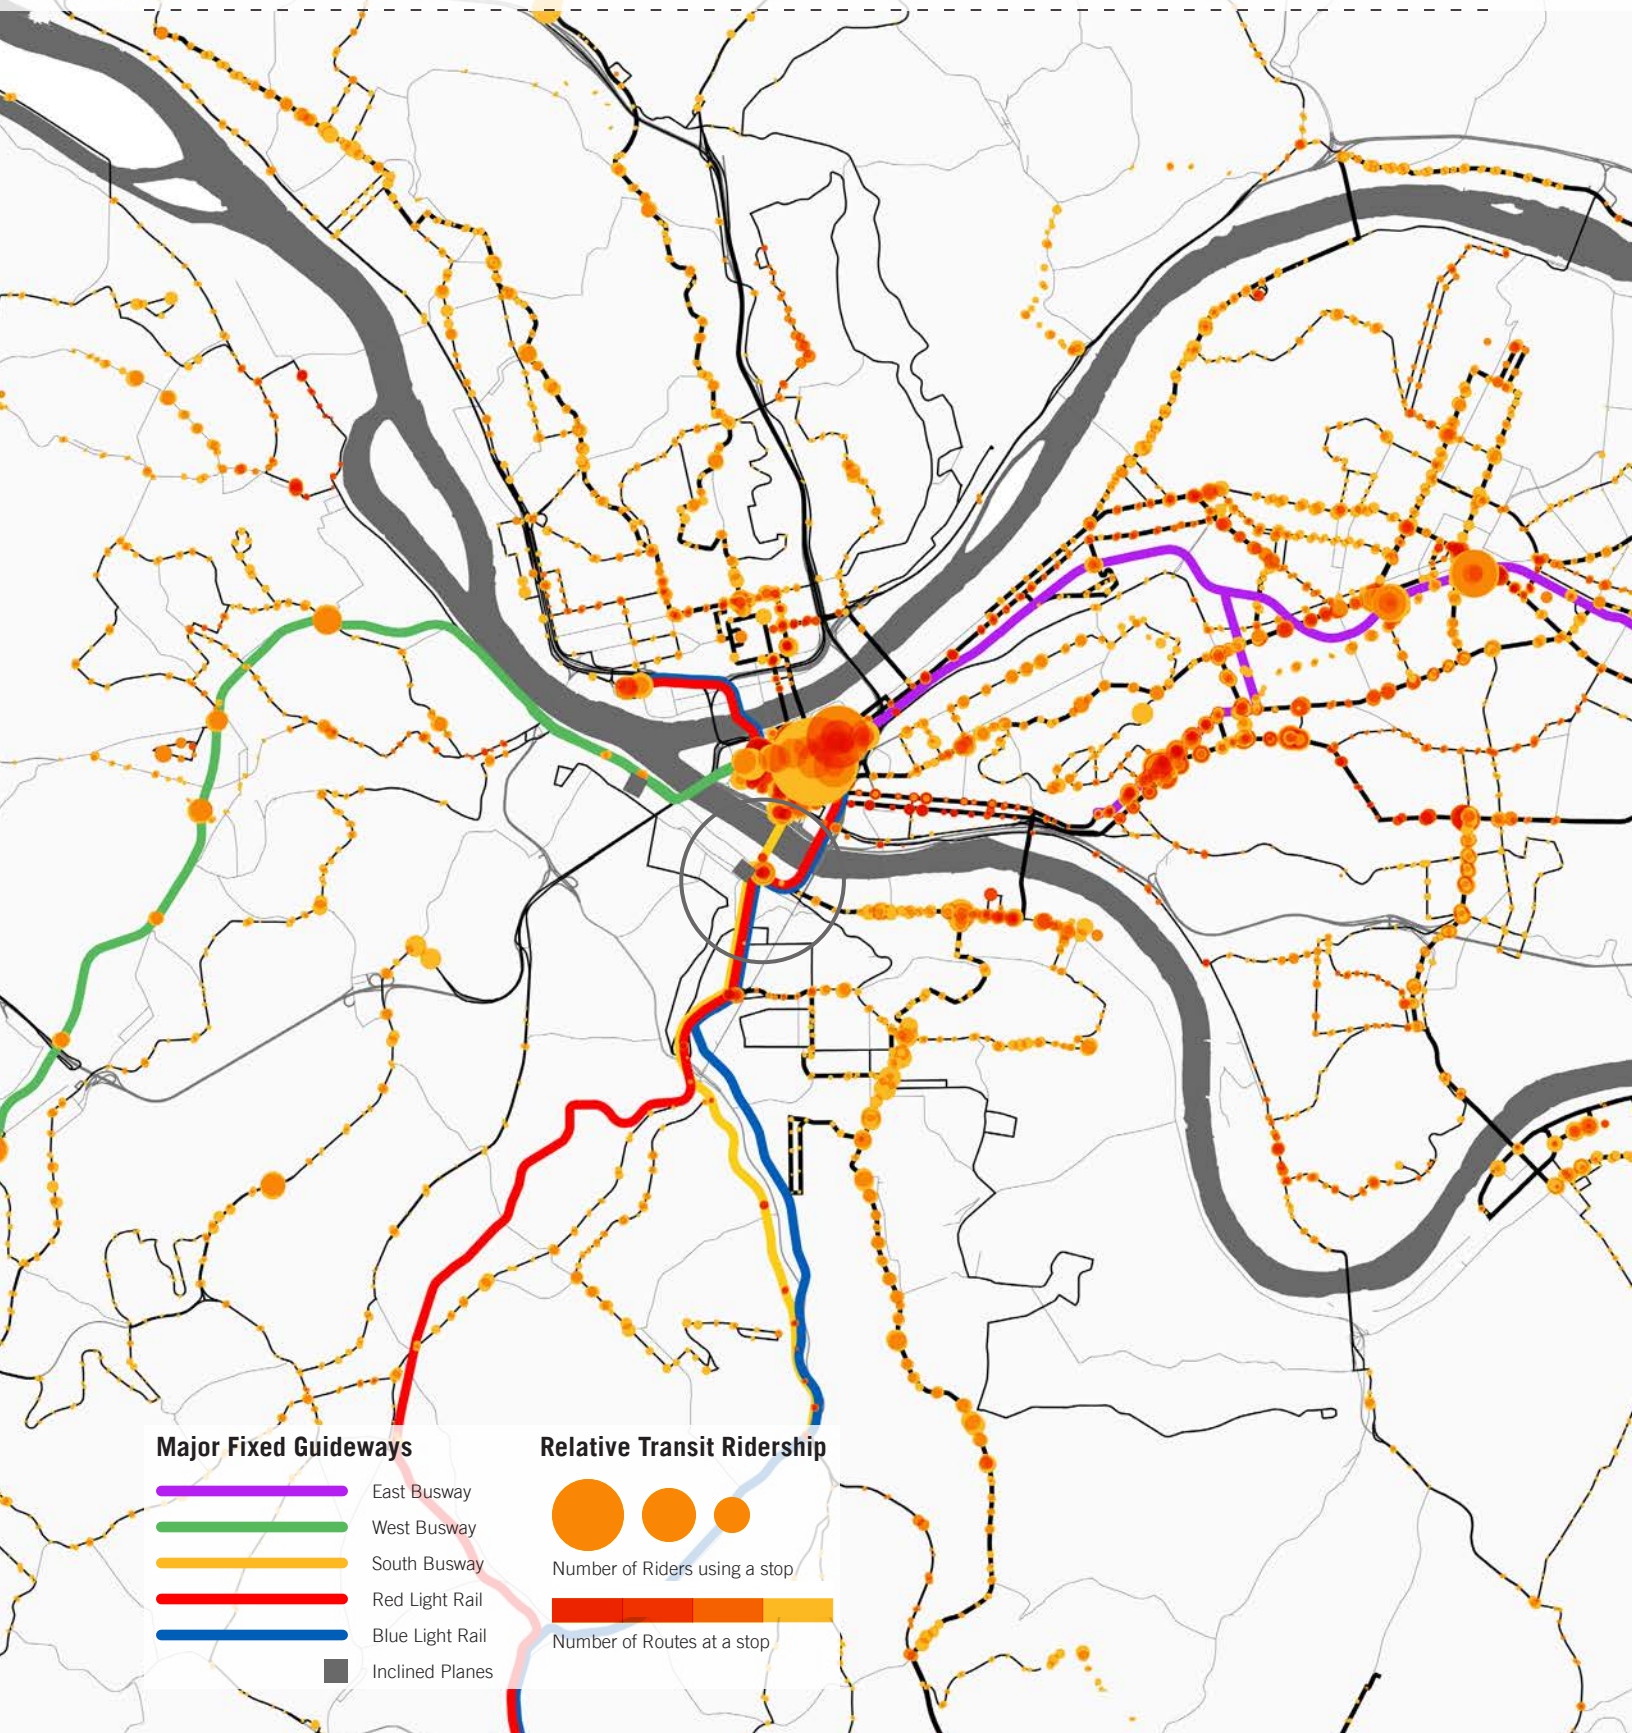 Major Fixed Guideways
East Busway
West Busway
South Busway
Red Light Rail
Blue Light Rail
Inclined Planes
Relative Transit Ridership
Number of Riders using a stop
Number of Routes at a stop